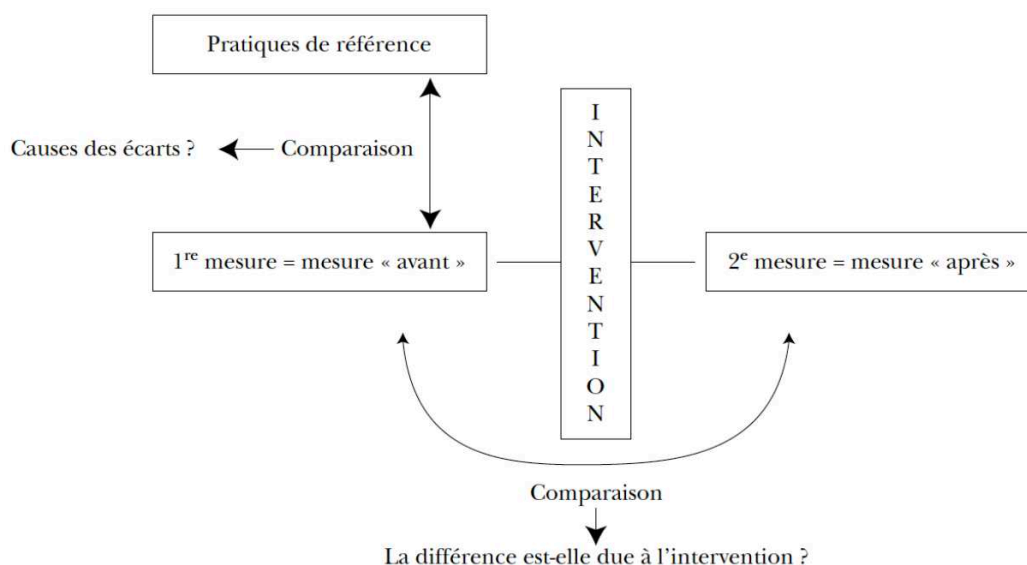 Pratiques de référence
Causes des écarts ?
Comparaison
INTERVENTION
1re mesure = mesure « avant »
2e mesure = mesure « après »
Comparaison
La différence est-elle due à l’intervention ?